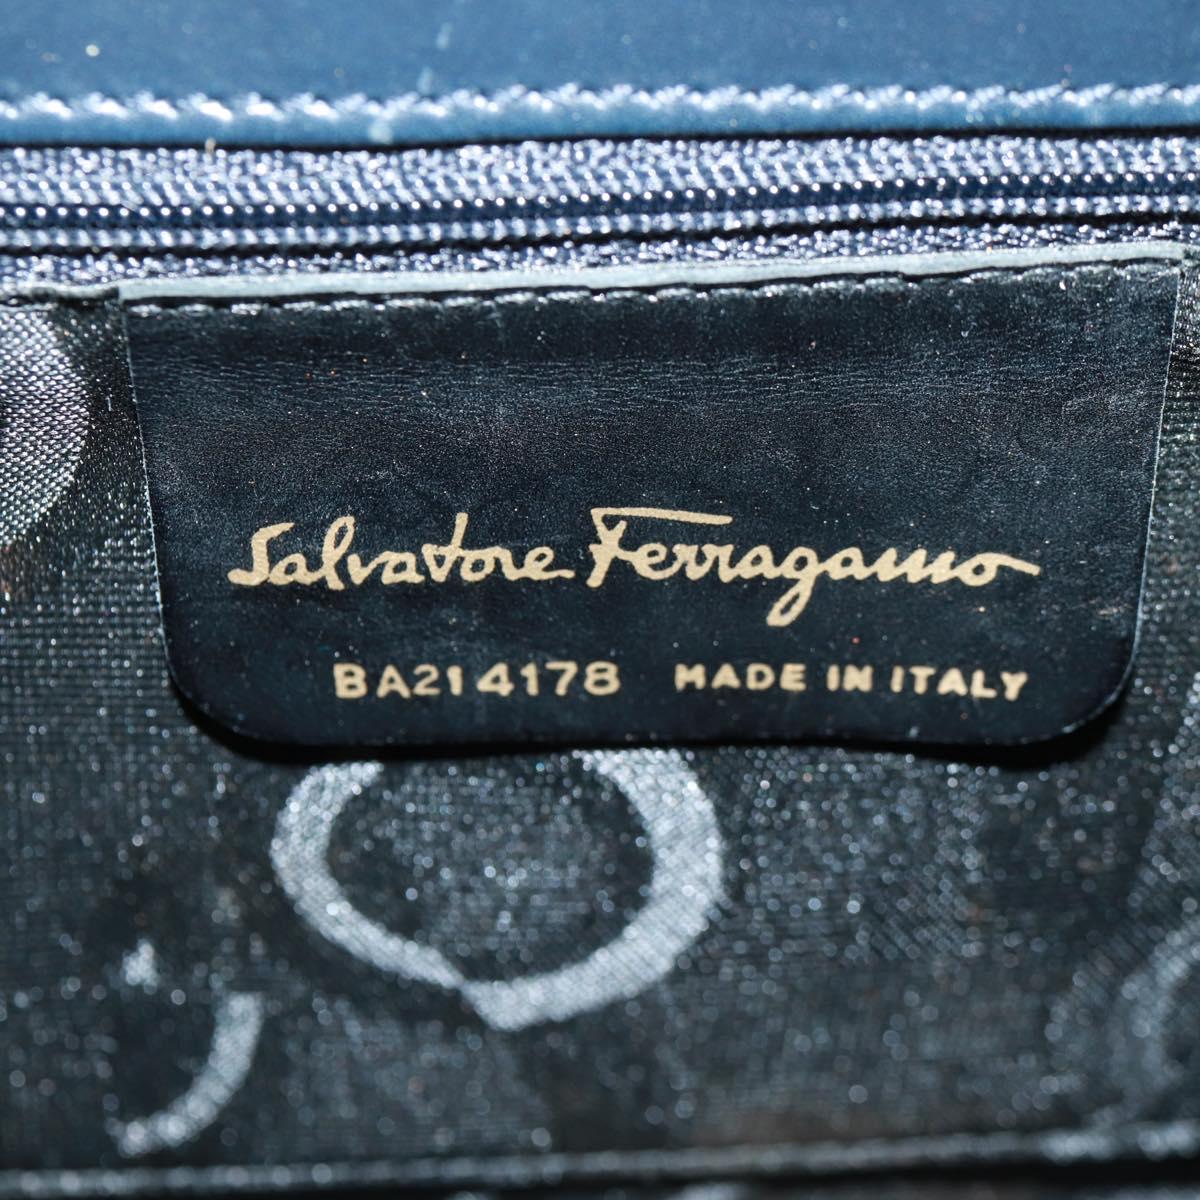 Salvatore Ferragamo
BA214178 MADE IN ITALY